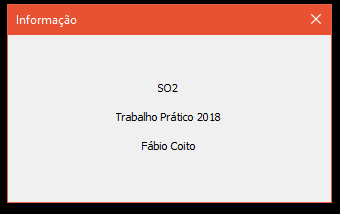 Informação
SO2
Trabalho Prático 2018
Fábio Coito